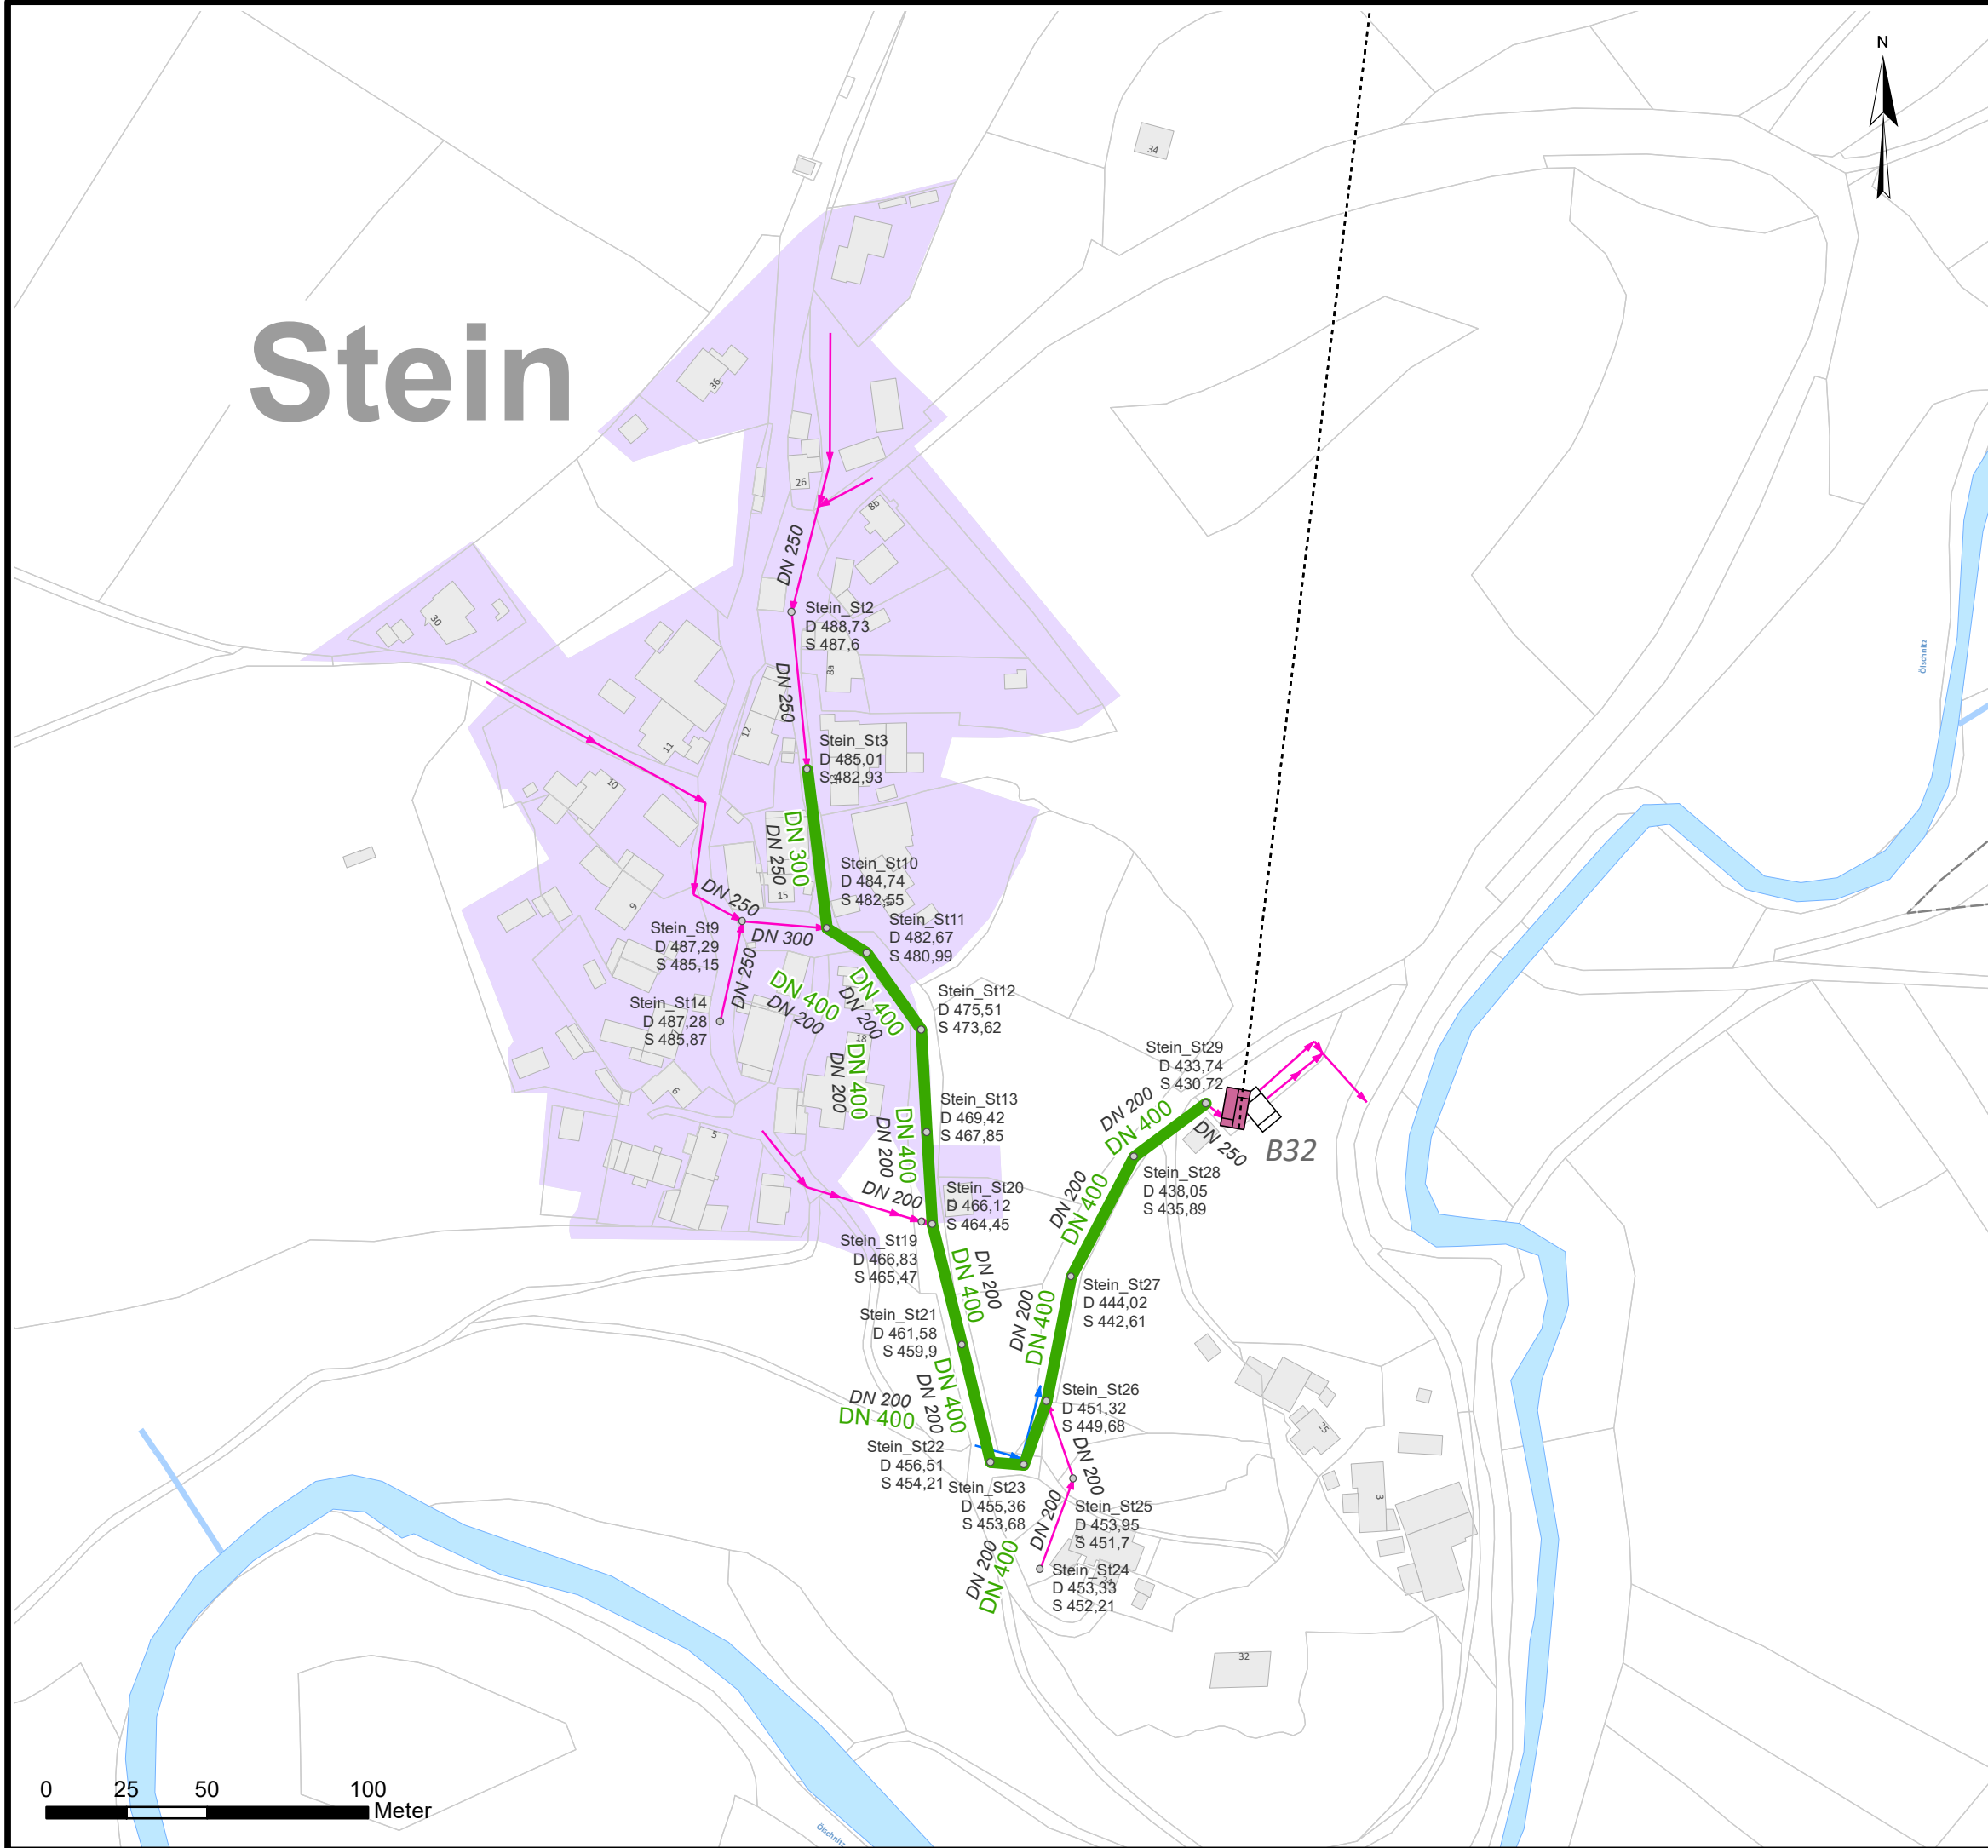 N
34
Stein
36
26
8b
DN 250
30
Stein_St2
D 488,73
S 487,6
8a
DN 250
Ölschnitz
12
11
Stein_St3
D 485,01
S 482,93
10
DN 300
DN 250
15
Stein_St10
D 484,74
S 482,55
9
DN 250
Stein_St9
D 487,29
S 485,15
DN 300
Stein_St11
D 482,67
S 480,99
DN 250
Stein_St14
D 487,28
S 485,87
DN 400
DN 200
DN 400
DN 200
Stein_St12
D 475,51
S 473,62
18
DN 400
DN 200
Stein_St29
D 433,74
S 430,72
6
5
Stein_St13
D 469,42
S 467,85
DN 400
DN 200
DN 200
DN 400
DN 250
B32
Stein_St28
D 438,05
S 435,89
DN 200
Stein_St20
D 466,12
S 464,45
DN 200
DN 400
Stein_St19
D 466,83
S 465,47
DN 400
DN 200
Stein_St27
D 444,02
S 442,61
DN 200
DN 400
Stein_St21
D 461,58
S 459,9
DN 400
DN 200
DN 200
DN 400
Stein_St26
D 451,32
S 449,68
25
Stein_St22
D 456,51
S 454,21
DN 200
Stein_St23
D 455,36
S 453,68
DN 200
Stein_St25
D 453,95
S 451,7
3
DN 200
DN 400
Stein_St24
D 453,33
S 452,21
32
0 25 50 100
Meter
Ölschnitz